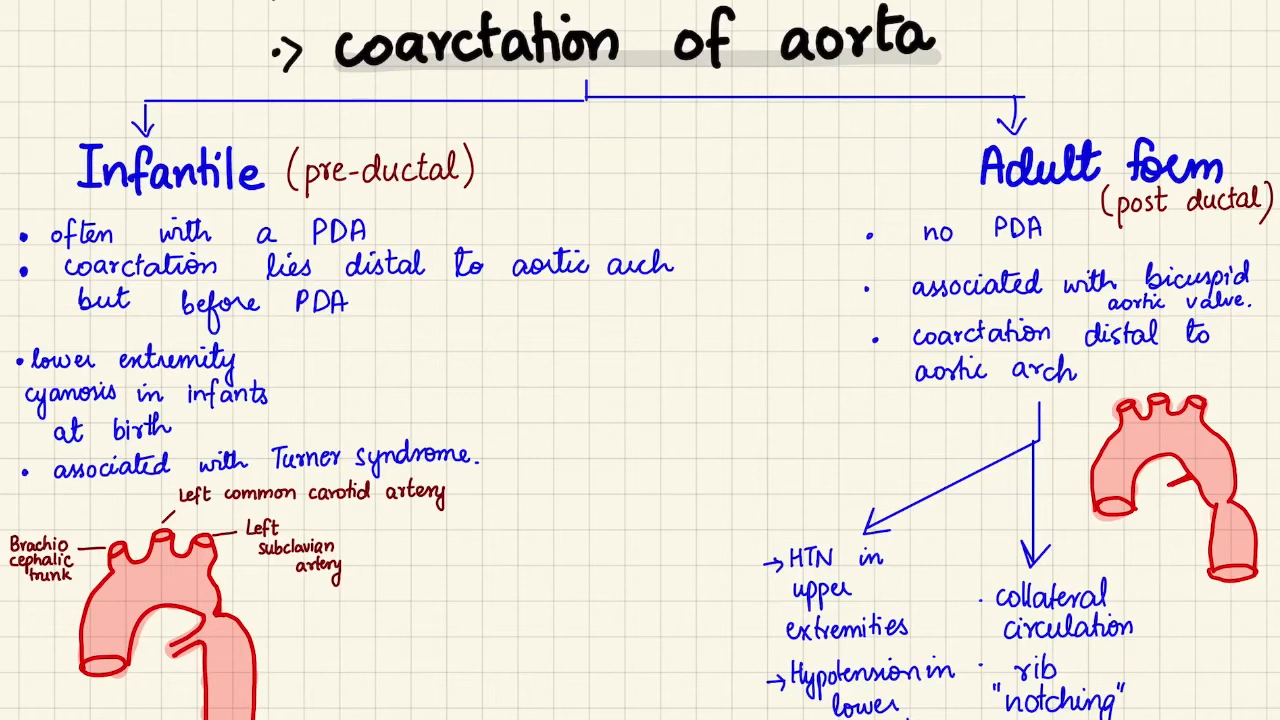 ·> coarctation of aorta
Infantile (pre-ductal)
• often with a PDA
• coarctation lies distal to aortic arch
but before PDA
• lower extremity
cyanosis in infants
at birth
• associated with Turner syndrome.
Left common carotid artery
Left
subclavian
artery
Brachio
cephalic
trunk
Adult form
(post ductal)
• no PDA
• associated with bicuspid
aortic valve.
• coarctation distal to
aortic arch
→ HTN in
upper
extremities
→ Hypotension in
lower
· collateral
circulation
· rib
"notching"